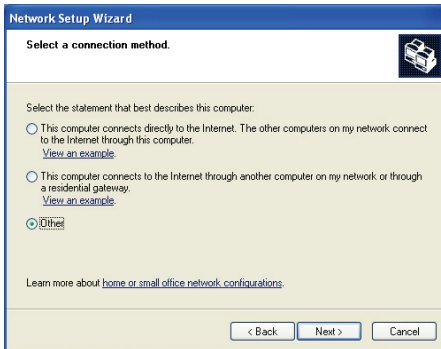 Network Setup Wizard
Select a connection method.
Select the statement that best describes this computer:
This computer connects directly to the Internet. The other computers on my network connect
to the Internet through this computer.
View an example.
This computer connects to the Internet through another computer on my network or through
a residential gateway.
View an example.
Other
Learn more about home or small office network configurations.
< Back Next > Cancel